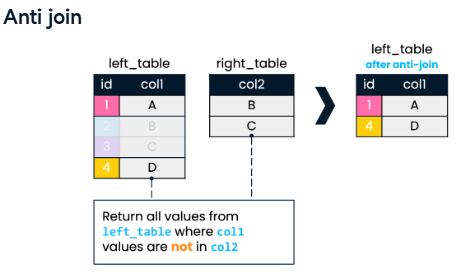 Anti join
left_table
id col1
1 A
2 B
3 C
4 D
right_table
col2
B
C
left_table
after anti-join
id col1
1 A
4 D
Return all values from
left_table where col1
values are not in col2